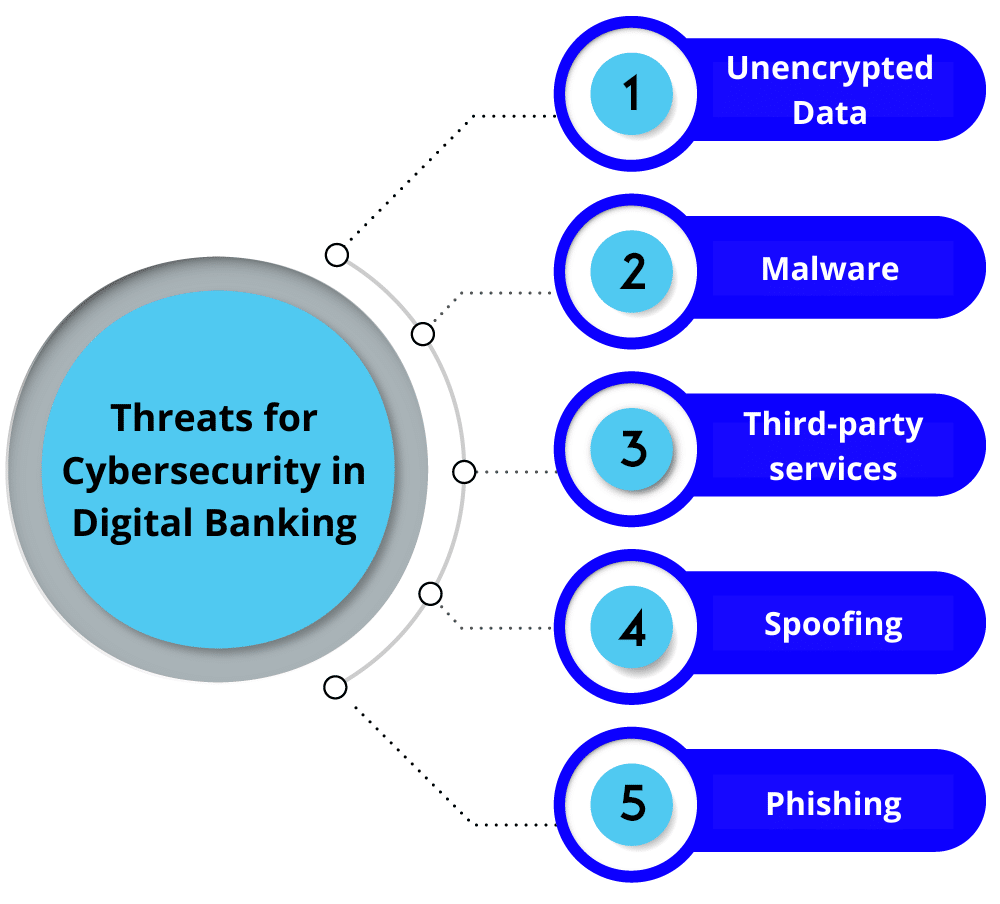 Threats for
Cybersecurity in
Digital Banking
1
Unencrypted
Data
2
Malware
3
Third-party
services
4
Spoofing
5
Phishing